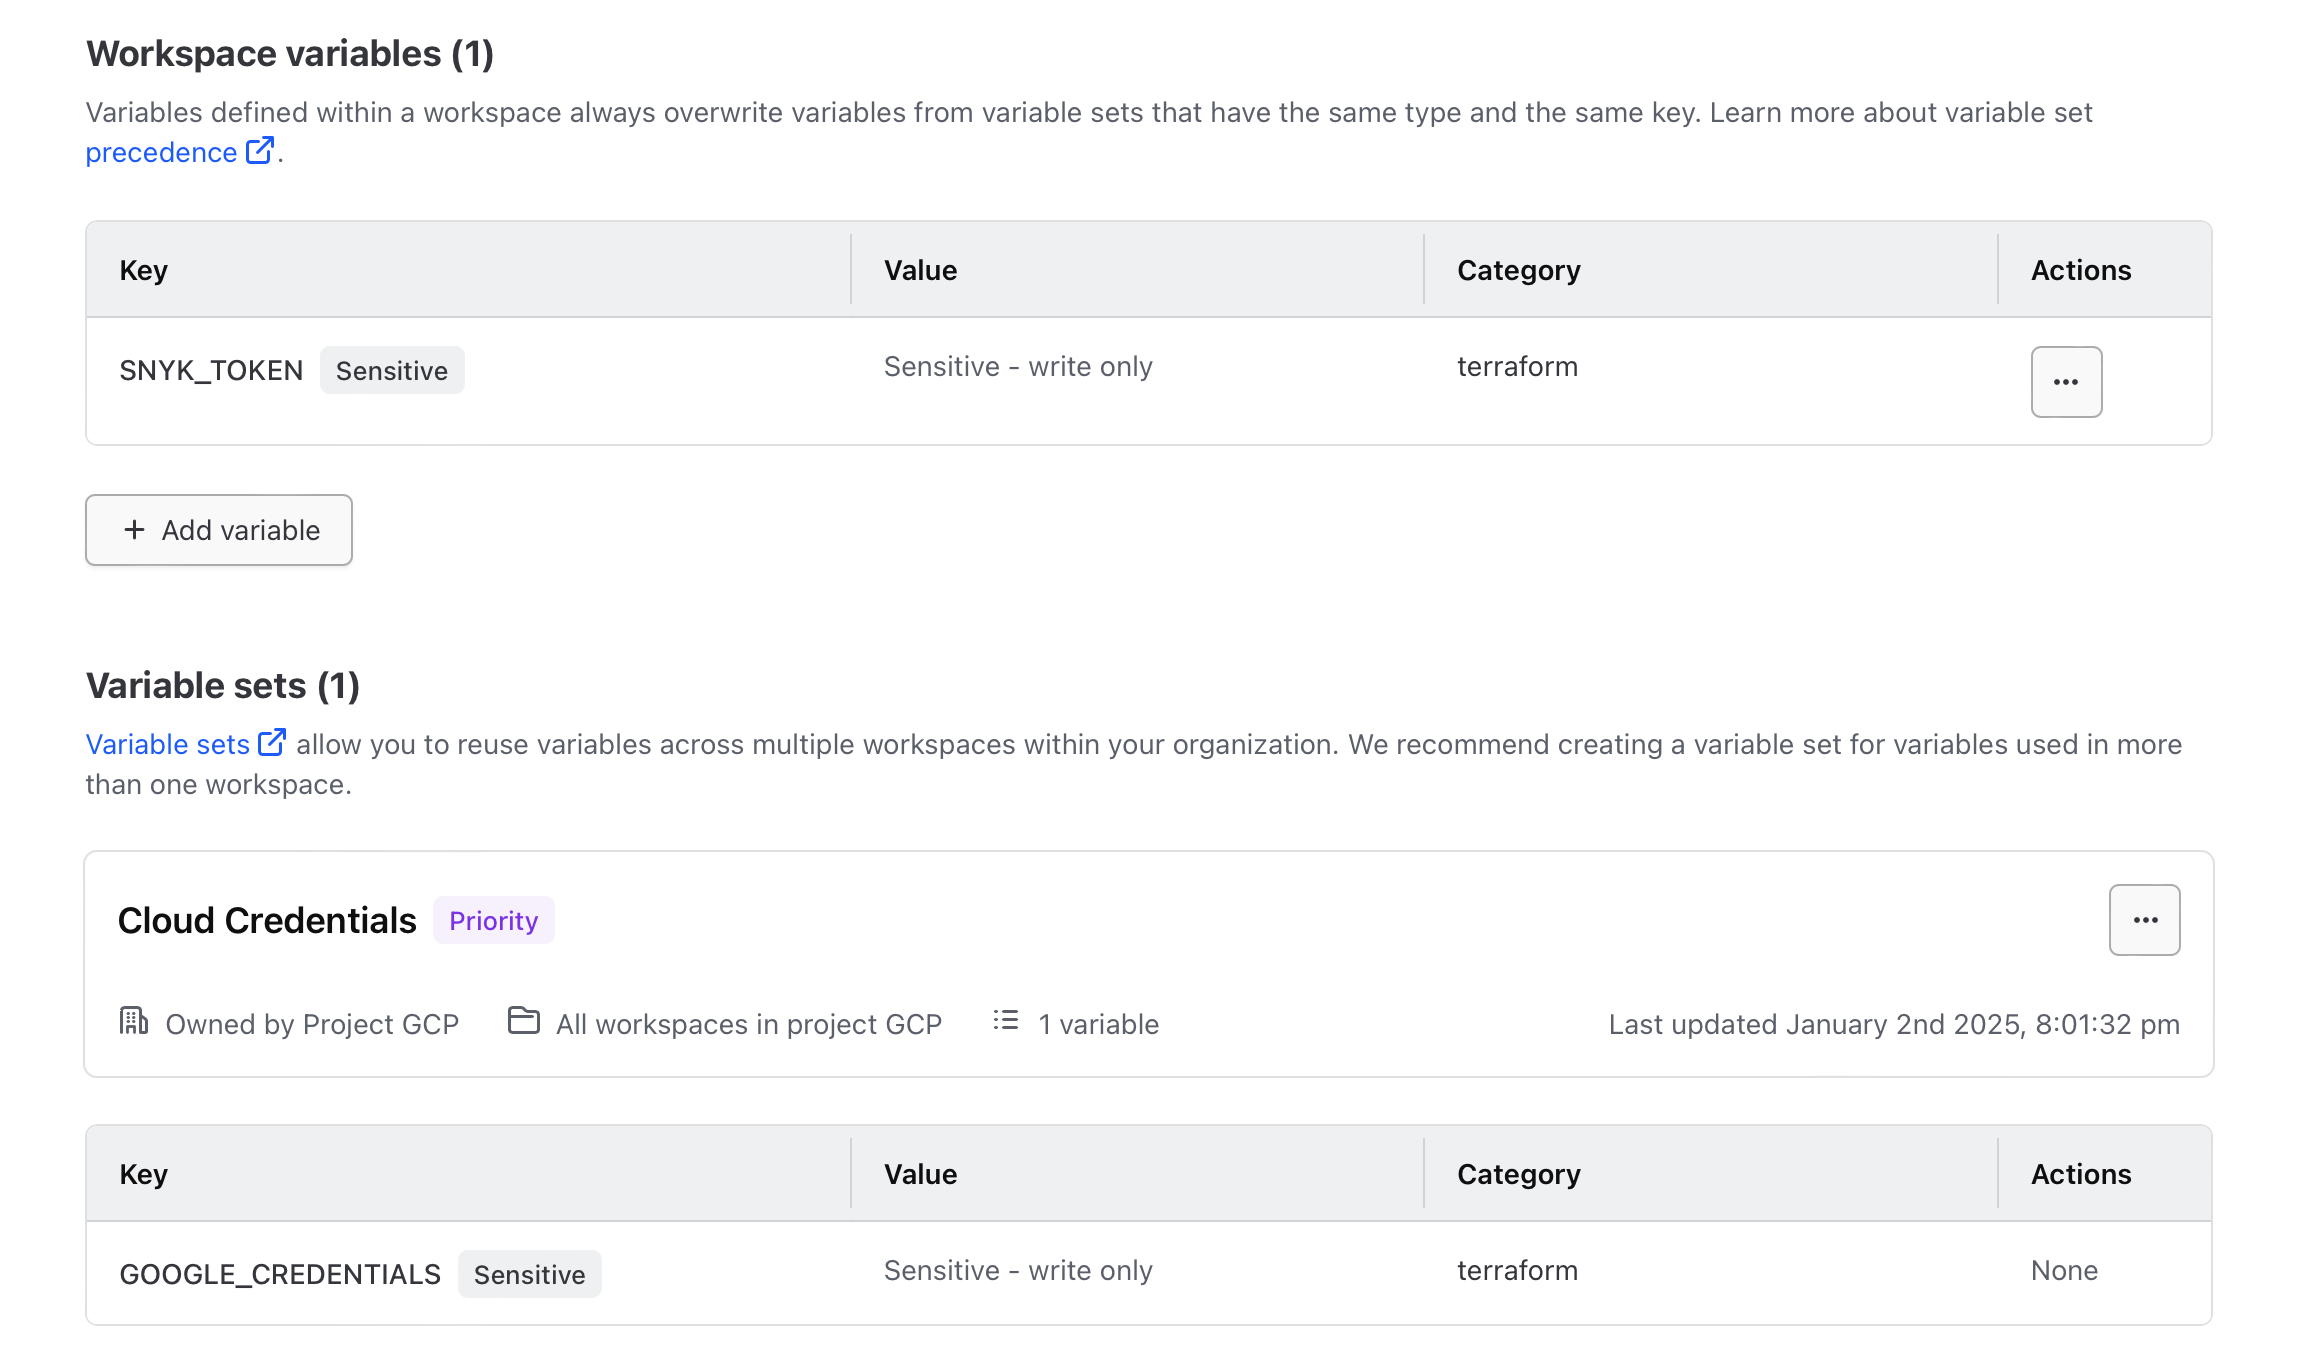 Workspace variables (1)
Variables defined within a workspace always overwrite variables from variable sets that have the same type and the same key. Learn more about variable set
precedence.
Key Value Category Actions
SNYK_TOKEN Sensitive Sensitive - write only terraform
+ Add variable
Variable sets (1)
Variable sets allow you to reuse variables across multiple workspaces within your organization. We recommend creating a variable set for variables used in more
than one workspace.
Cloud Credentials Priority
Owned by Project GCP All workspaces in project GCP 1 variable Last updated January 2nd 2025, 8:01:32 pm
Key Value Category Actions
GOOGLE_CREDENTIALS Sensitive Sensitive - write only terraform None